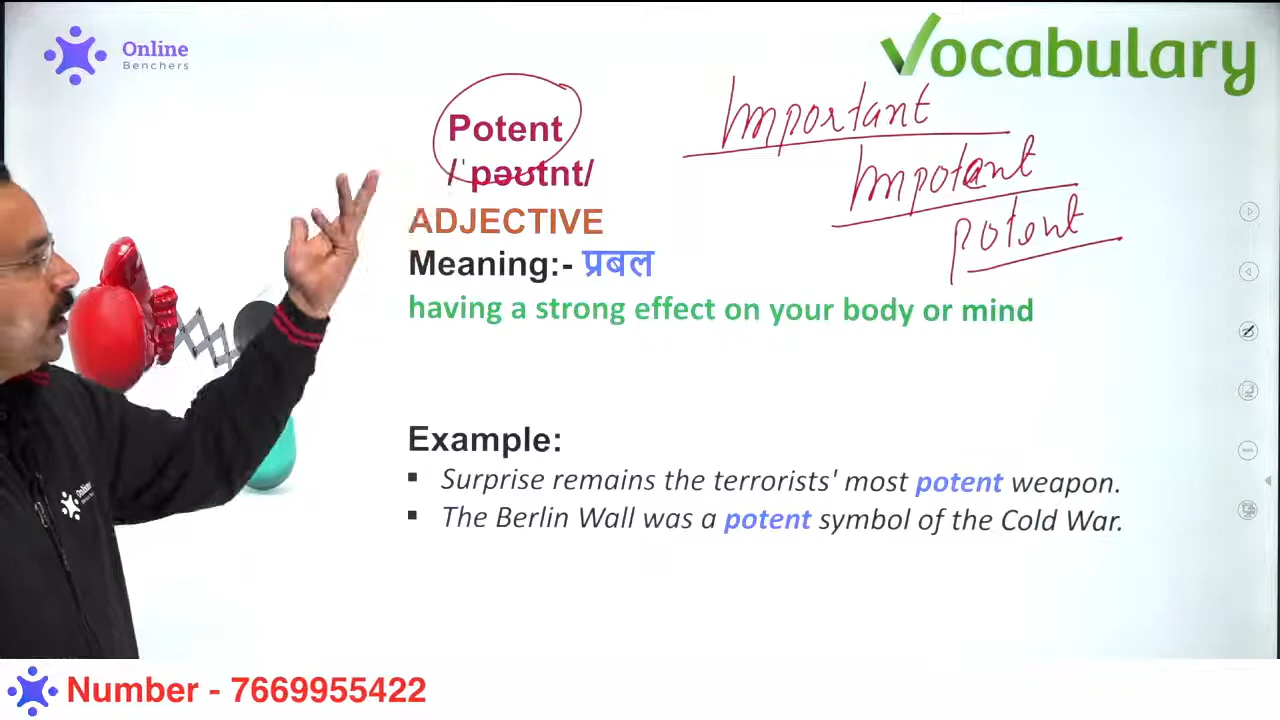 Online
Benchers
Vocabulary
Potent
/ˈpəʊtnt/
ADJECTIVE
Meaning:- प्रबल
having a strong effect on your body or mind
Important
Impotant
potent
Example:
▪ Surprise remains the terrorists' most potent weapon.
▪ The Berlin Wall was a potent symbol of the Cold War.
Online
Number - 7669955422